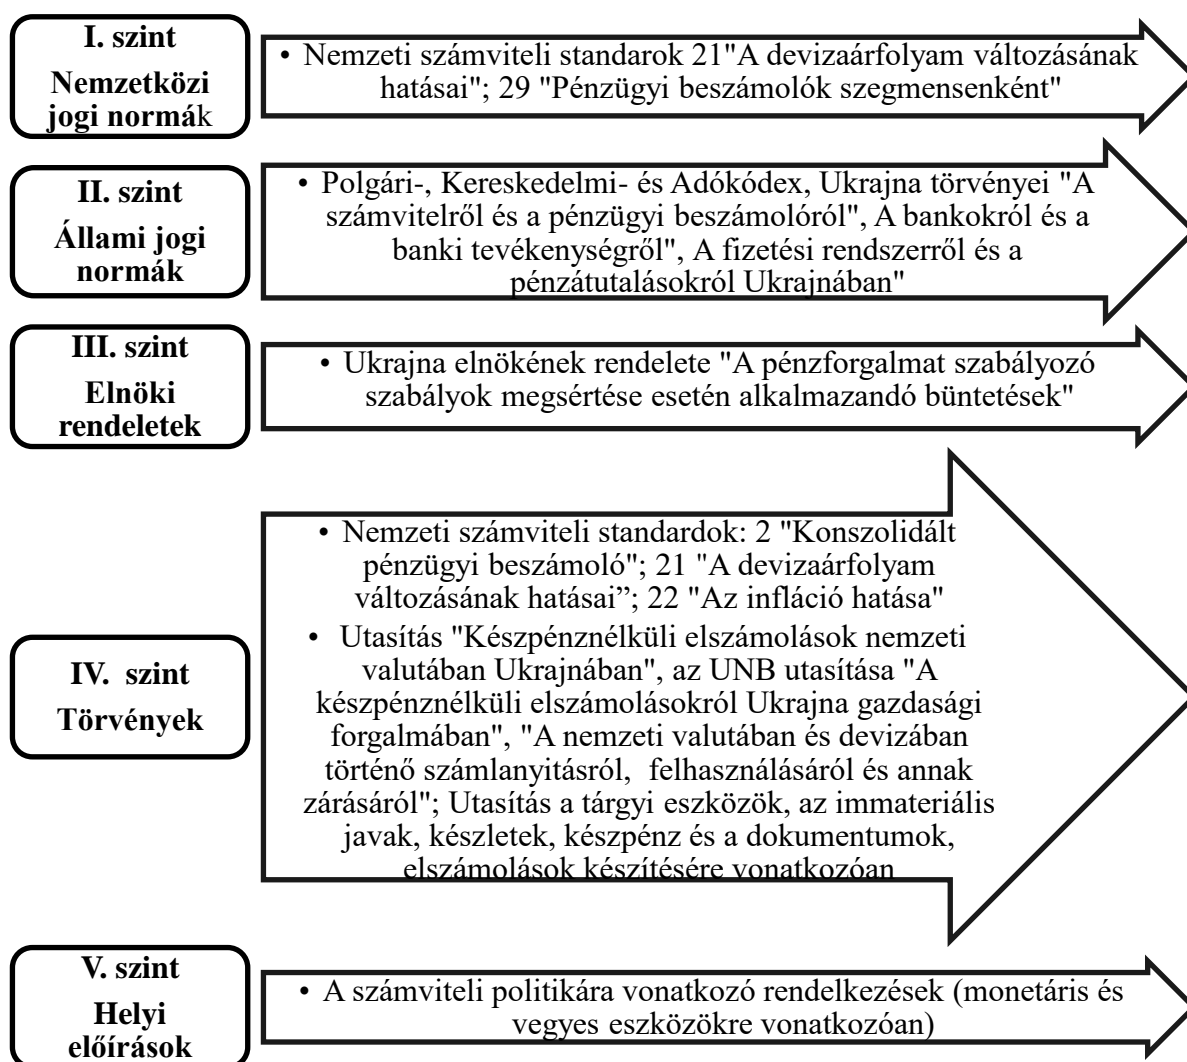 I. szint
Nemzetközi
jogi normák
• Nemzeti számviteli standarok 21"A devizaárfolyam változásának
hatásai"; 29 "Pénzügyi beszámolók szegmensenként"
II. szint
Állami jogi
normák
• Polgári-, Kereskedelmi- és Adókódex, Ukrajna törvényei "A
számvitelről és a pénzügyi beszámolóról", A bankokról és a
banki tevékenységről", A fizetési rendszerről és a
pénzátutalásokról Ukrajnában"
III. szint
Elnöki
rendeletek
• Ukrajna elnökének rendelete "A pénzforgalmat szabályozó
szabályok megsértése esetén alkalmazandó büntetések"
IV. szint
Törvények
• Nemzeti számviteli standardok: 2 "Konszolidált
pénzügyi beszámoló"; 21 "A devizaárfolyam
változásának hatásai”; 22 "Az infláció hatása"
• Utasítás "Készpénznélküli elszámolások nemzeti
valutában Ukrajnában", az UNB utasítása "A
készpénznélküli elszámolásokról Ukrajna gazdasági
forgalmában", "A nemzeti valutában és devizában
történő számlanyitásról, felhasználásáról és annak
zárásáról"; Utasítás a tárgyi eszközök, az immateriális
javak, készletek, készpénz és a dokumentumok,
elszámolások készítésére vonatkozóan
V. szint
Helyi
előírások
• A számviteli politikára vonatkozó rendelkezések (monetáris és
vegyes eszközökre vonatkozóan)